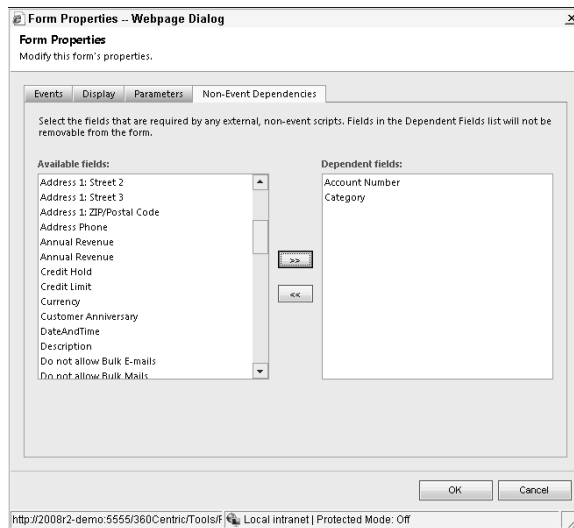 Form Properties -- Webpage Dialog
Form Properties
Modify this form's properties.
Events Display Parameters Non-Event Dependencies
Select the fields that are required by any external, non-event scripts. Fields in the Dependent Fields list will not be
removable from the form.
Available fields: Dependent fields:
Address 1: Street 2
Address 1: Street 3
Address 1: ZIP/Postal Code
Address Phone
Annual Revenue
Annual Revenue
Credit Hold
Credit Limit
Currency
Customer Anniversary
DateAndTime
Description
Do not allow Bulk E-mails
Do not allow Bulk Mails
>>
<<
Account Number
Category
OK Cancel
http://2008r2-demo:5555/360Centric/Tools/F Local intranet | Protected Mode: Off